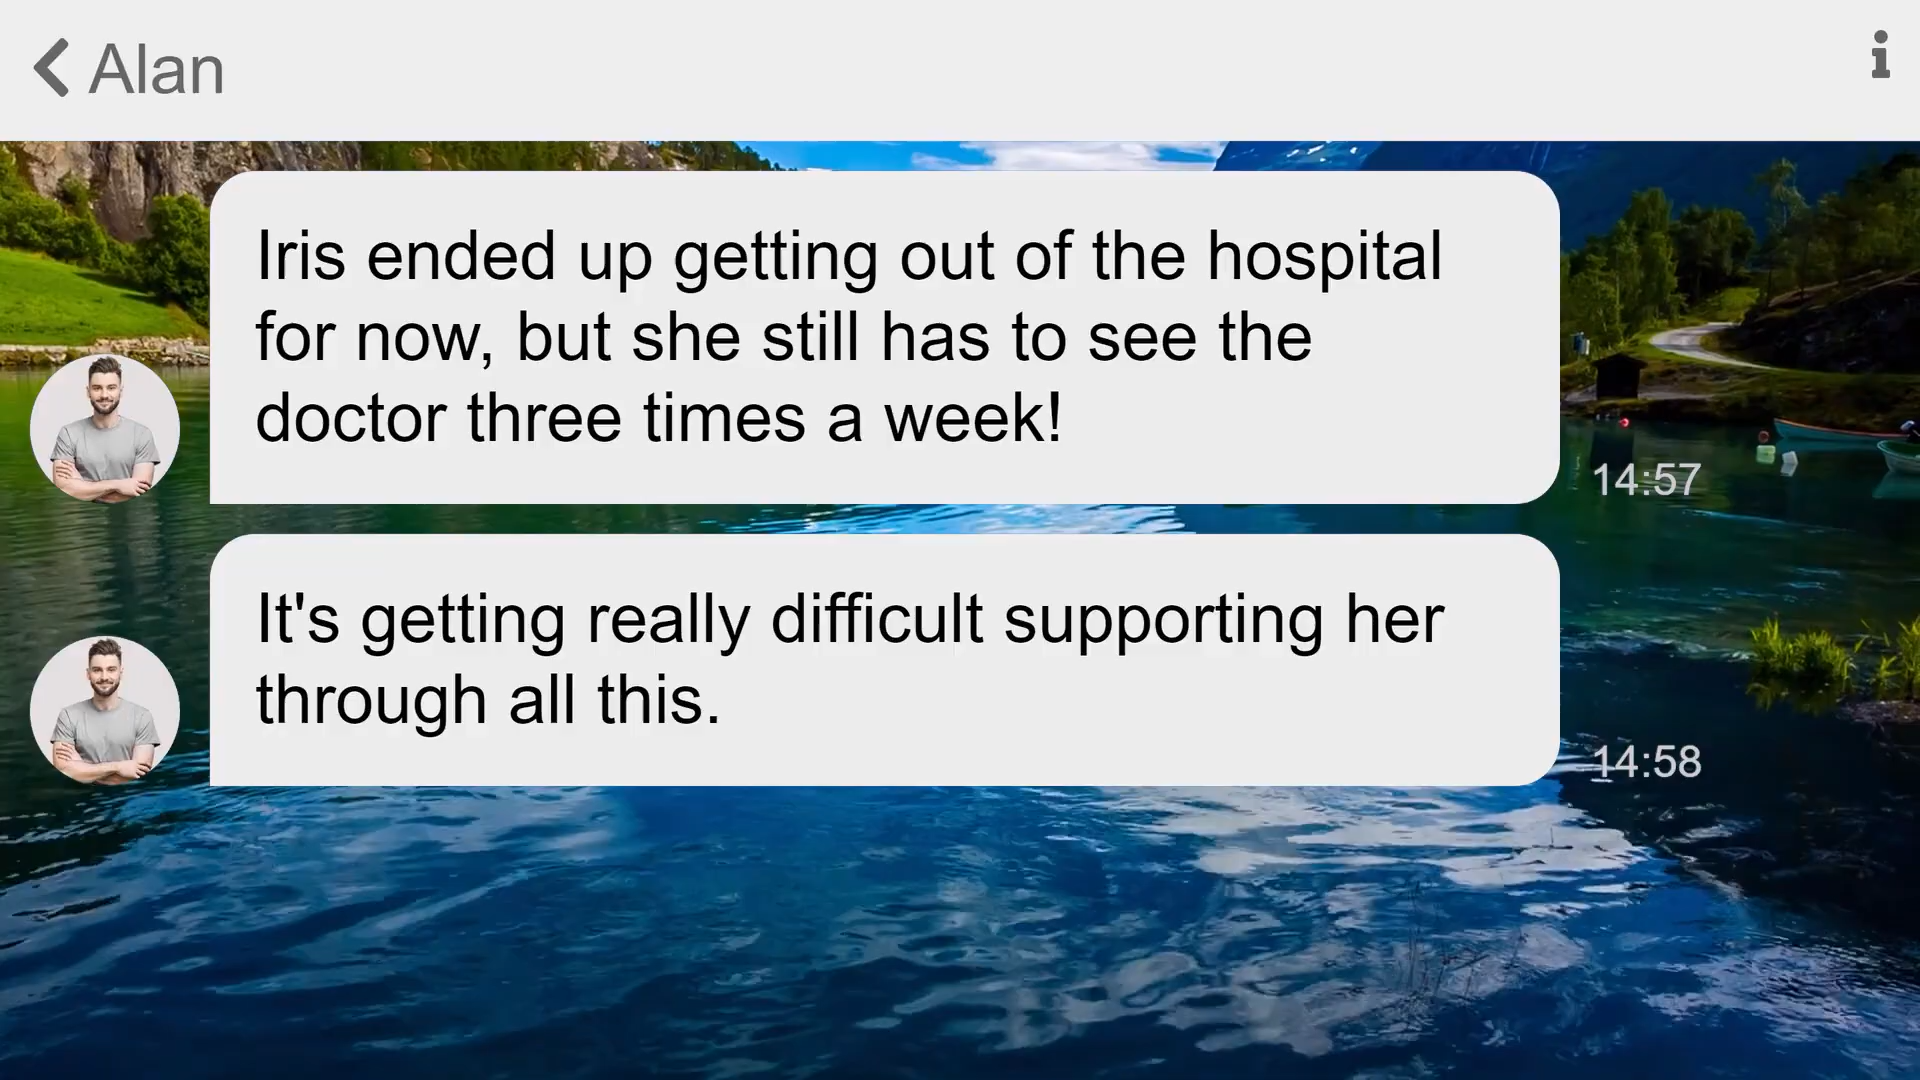 Alan
Iris ended up getting out of the hospital
for now, but she still has to see the
doctor three times a week!
14:57
It's getting really difficult supporting her
through all this.
14:58